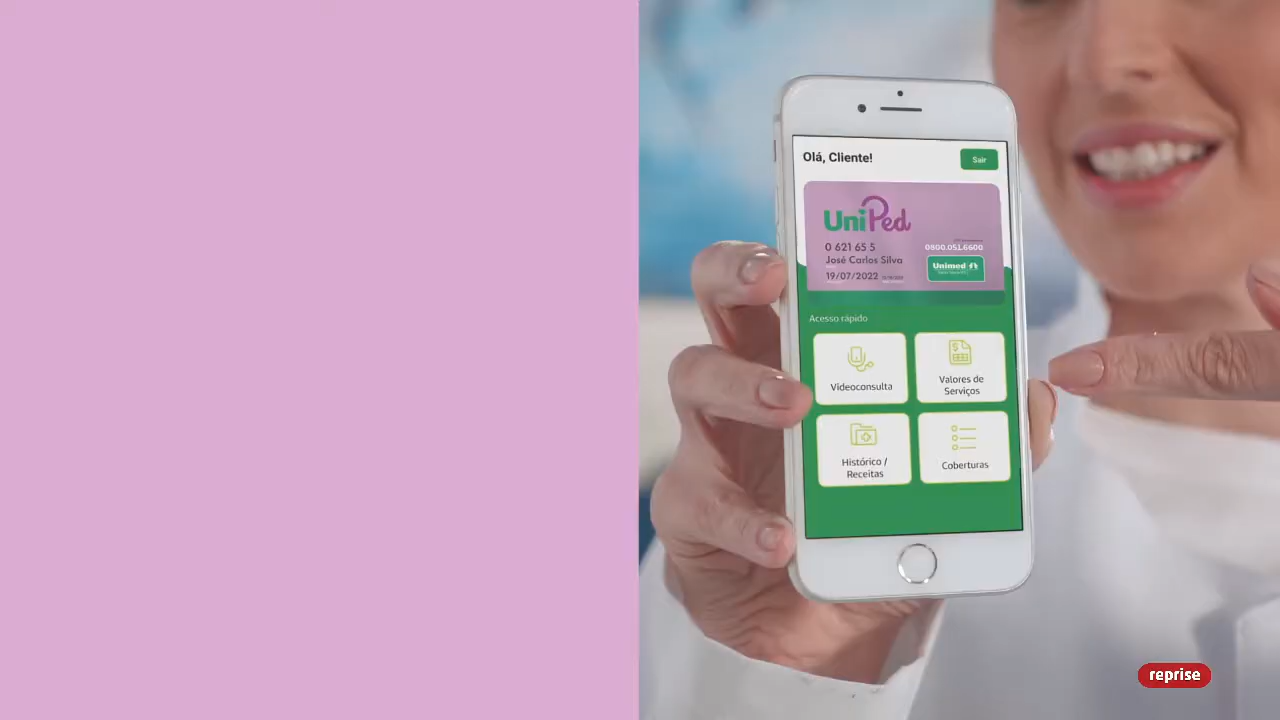 Olá, Cliente!
Sair
UniPed
0 621 65 5
José Carlos Silva
19/07/2022
0800.051.6600
Unimed
Acesso rápido
Videoconsulta
Valores de
Serviços
Histórico /
Receitas
Coberturas
reprise